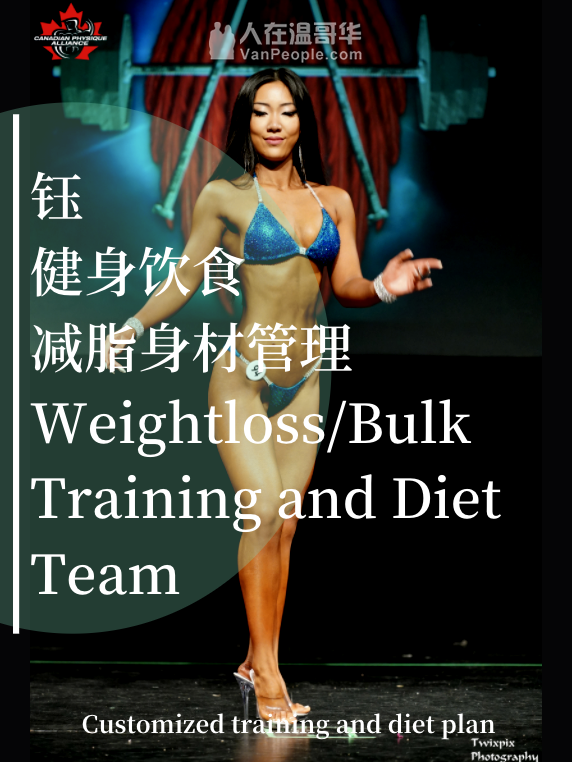 CANADIAN PHYSIQUE
ALLIANCE
人在温哥华
VanPeople.com
钰
健身饮食
减脂身材管理
Weightloss/Bulk
Training and Diet
Team
Customized training and diet plan
Twixpix
Photography